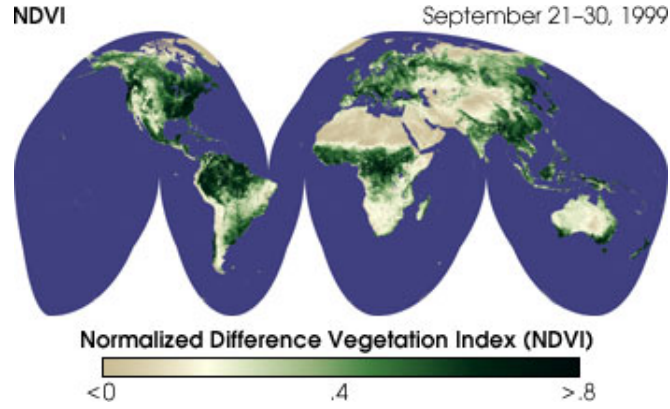 NDVI
September 21–30, 1999
Normalized Difference Vegetation Index (NDVI)
<0 .4 >.8